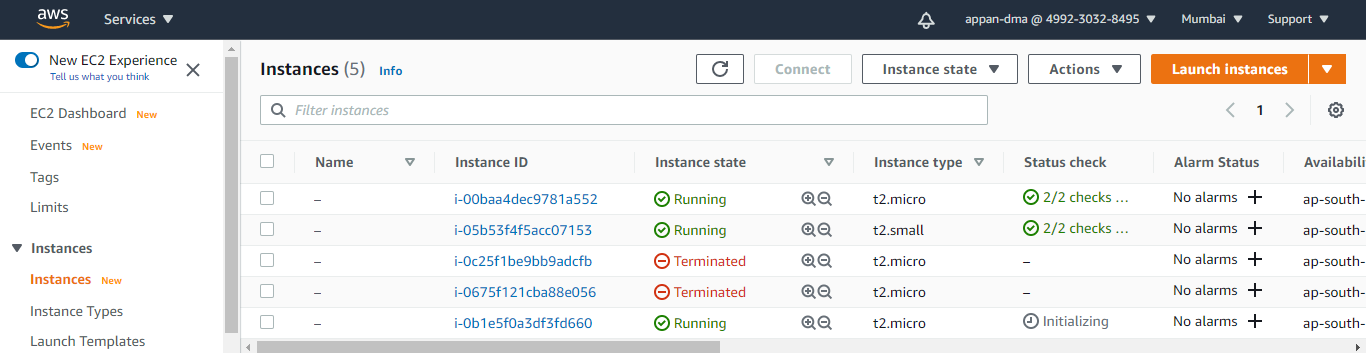 aws Services appan-dma @ 4992-3032-8495 Mumbai Support
New EC2 Experience
Tell us what you think
EC2 Dashboard New
Events New
Tags
Limits
Instances
Instances New
Instance Types
Launch Templates
Instances (5) Info Connect Instance state Actions Launch instances
Filter instances 1
Name Instance ID Instance state Instance type Status check Alarm Status Availabili
– i-00baa4dec9781a552 Running t2.micro 2/2 checks ... No alarms + ap-south-
– i-05b53f4f5acc07153 Running t2.small 2/2 checks ... No alarms + ap-south-
– i-0c25f1be9bb9adcfb Terminated t2.micro – No alarms + ap-south-
– i-0675f121cba88e056 Terminated t2.micro – No alarms + ap-south-
– i-0b1e5f0a3df3fd660 Running t2.micro Initializing No alarms + ap-south-